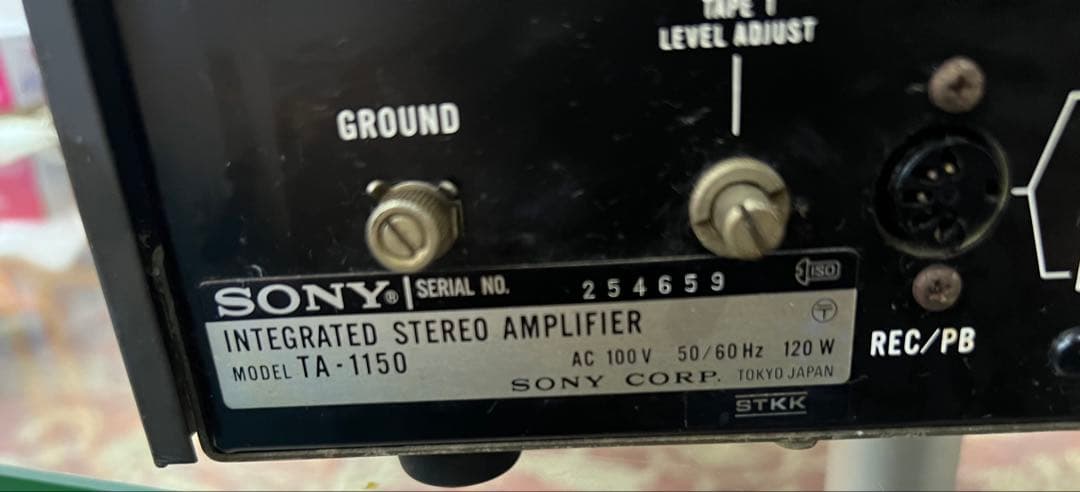 TAPE 1
LEVEL ADJUST
GROUND
SONY® SERIAL NO. 254659 ISO
INTEGRATED STEREO AMPLIFIER
MODEL TA-1150 AC 100V 50/60Hz 120W
SONY CORP. TOKYO JAPAN
STKK
REC/PB